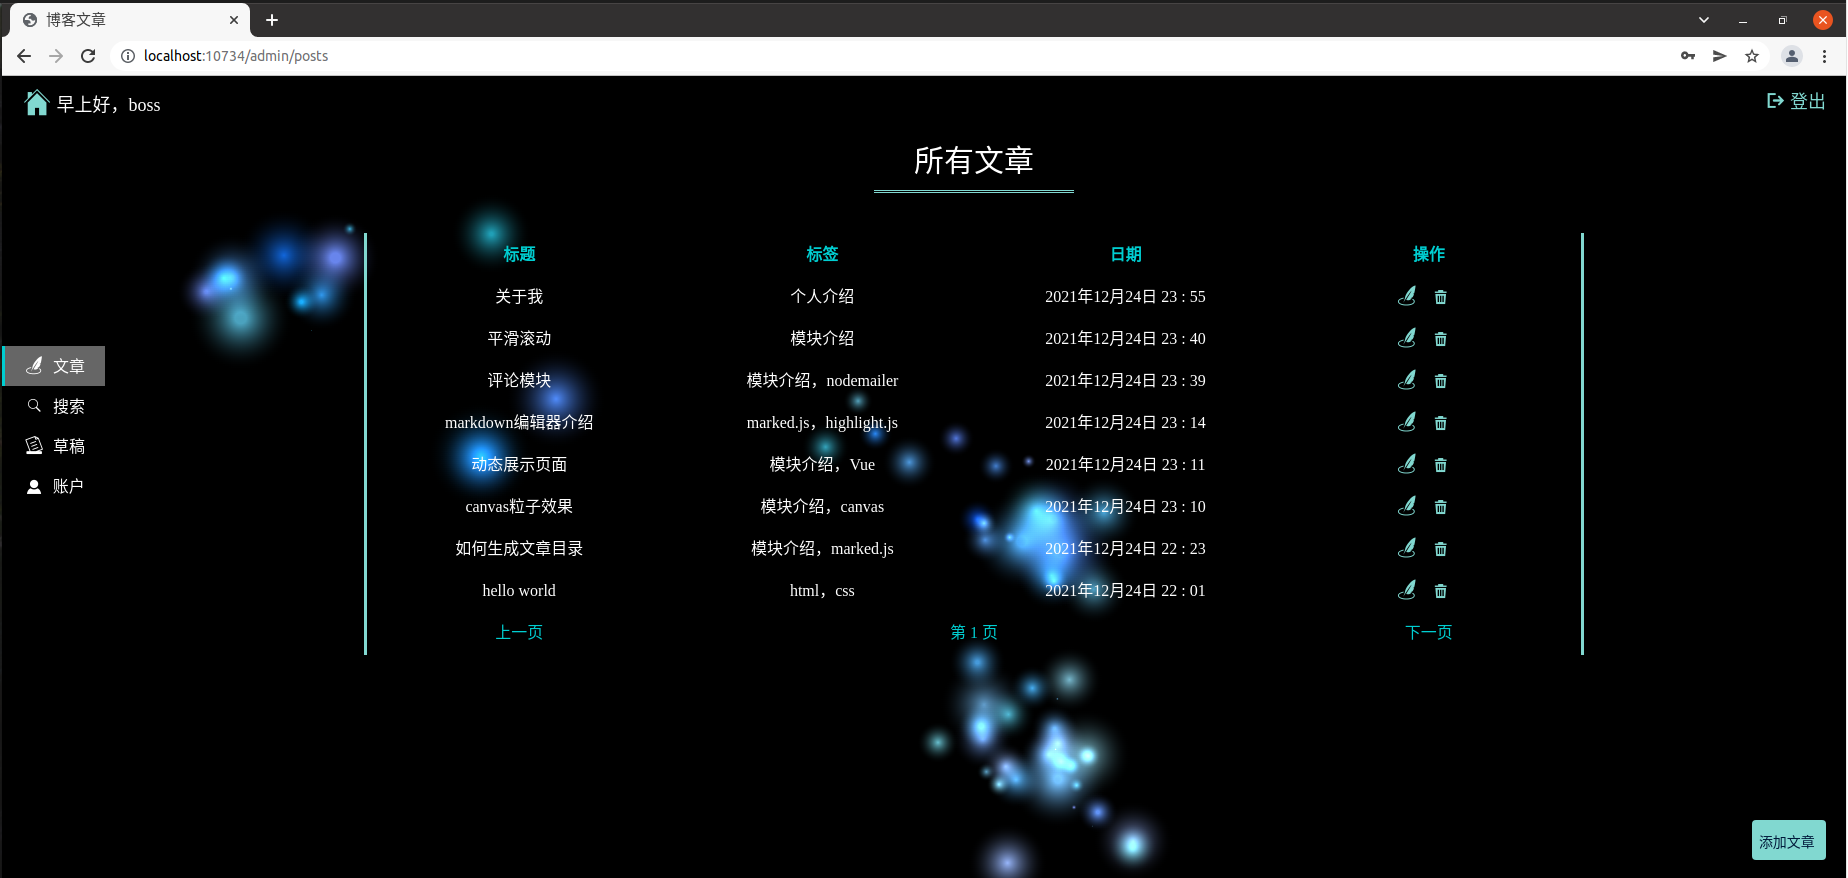 博客文章
localhost:10734/admin/posts
早上好，boss
登出
所有文章
标题 标签 日期 操作
关于我 个人介绍 2021年12月24日 23 : 55
平滑滚动 模块介绍 2021年12月24日 23 : 40
评论模块 模块介绍，nodemailer 2021年12月24日 23 : 39
markdown编辑器介绍 marked.js，highlight.js 2021年12月24日 23 : 14
动态展示页面 模块介绍，Vue 2021年12月24日 23 : 11
canvas粒子效果 模块介绍，canvas 2021年12月24日 23 : 10
如何生成文章目录 模块介绍，marked.js 2021年12月24日 22 : 23
hello world html，css 2021年12月24日 22 : 01
上一页 第 1 页 下一页
文章
搜索
草稿
账户
添加文章